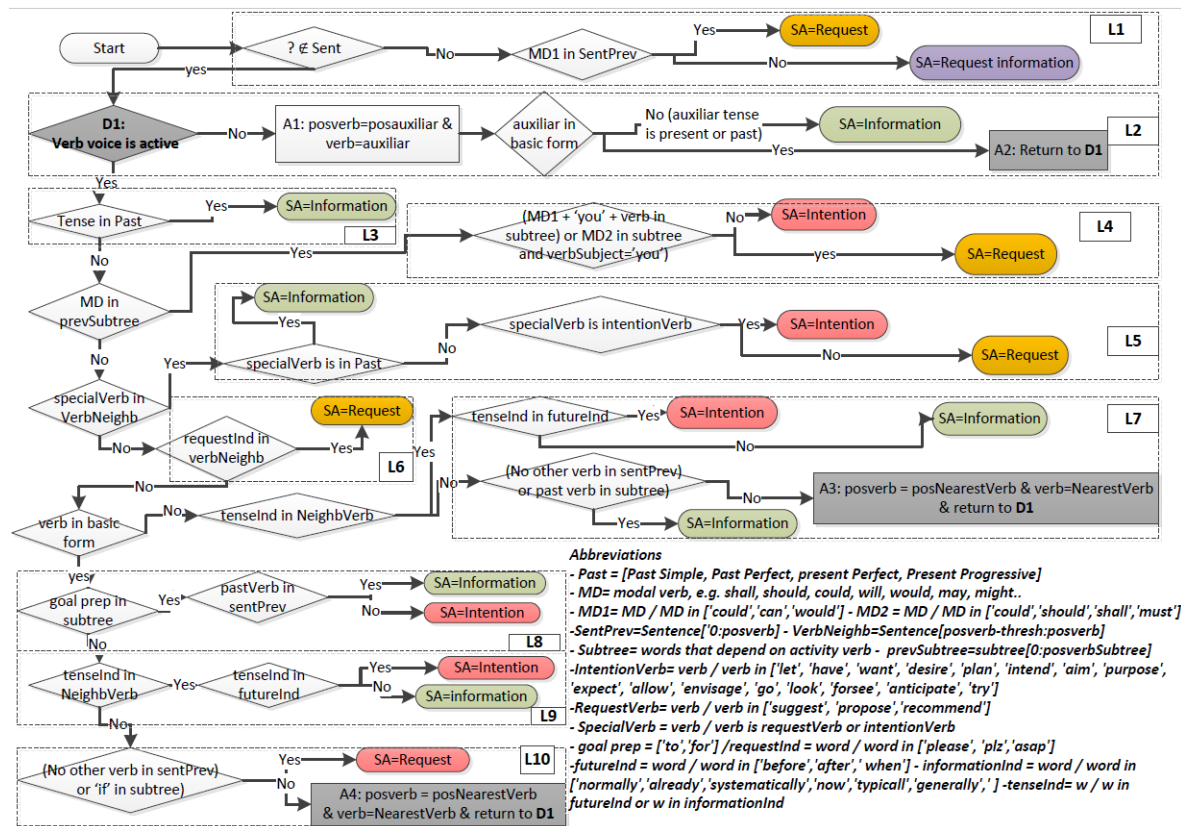 Start
? ∉ Sent
No
MD1 in SentPrev
Yes
SA=Request
No
SA=Request information
L1
yes
D1:
Verb voice is active
No
A1: posverb=posauxiliar &
verb=auxiliar
auxiliar in
basic form
No (auxiliar tense
is present or past)
SA=Information
Yes
A2: Return to D1
L2
Yes
Tense in Past
Yes
SA=Information
L3
No
MD in
prevSubtree
Yes
(MD1 + ‘you’ + verb in
subtree) or MD2 in subtree
and verbSubject=‘you’)
No
SA=Intention
yes
SA=Request
L4
No
specialVerb in
VerbNeighb
Yes
specialVerb is in Past
Yes
SA=Information
No
specialVerb is intentionVerb
Yes
SA=Intention
No
SA=Request
L5
No
requestInd in
verbNeighb
Yes
SA=Request
L6
No
verb in basic
form
No
tenseInd in NeighbVerb
Yes
tenseInd in futureInd
Yes
SA=Intention
No
SA=Information
L7
No
(No other verb in sentPrev)
or past verb in subtree)
Yes
SA=Information
No
A3: posverb = posNearestVerb & verb=NearestVerb
& return to D1
yes
goal prep in
subtree
Yes
pastVerb in
sentPrev
Yes
SA=Information
No
SA=Intention
L8
No
tenseInd in
NeighbVerb
Yes
tenseInd in
futureInd
Yes
SA=Intention
No
SA=information
L9
No
(No other verb in sentPrev)
or ‘if’ in subtree)
Yes
SA=Request
No
A4: posverb = posNearestVerb
& verb=NearestVerb & return to D1
L10
Abbreviations
- Past = [Past Simple, Past Perfect, present Perfect, Present Progressive]
- MD= modal verb, e.g. shall, should, could, will, would, may, might..
- MD1= MD / MD in ['could','can','would'] - MD2 = MD / MD in ['could','should','shall','must']
-SentPrev=Sentence['0:posverb] - VerbNeighb=Sentence[posverb-thresh:posverb]
- Subtree= words that depend on activity verb - prevSubtree=subtree[0:posverbSubtree]
-IntentionVerb= verb / verb in ['let', 'have', 'want', 'desire', 'plan', 'intend', 'aim', 'purpose',
'expect', 'allow', 'envisage', 'go', 'look', 'forsee', 'anticipate', 'try']
-RequestVerb= verb / verb in ['suggest', 'propose','recommend']
- SpecialVerb = verb / verb is requestVerb or intentionVerb
- goal prep = ['to','for'] /requestInd = word / word in ['please', 'plz','asap']
-futureInd = word / word in ['before','after',' when'] - informationInd = word / word in
['normally','already','systematically','now','typicall','generally',' ] -tenseInd= w / w in
futureInd or w in informationInd